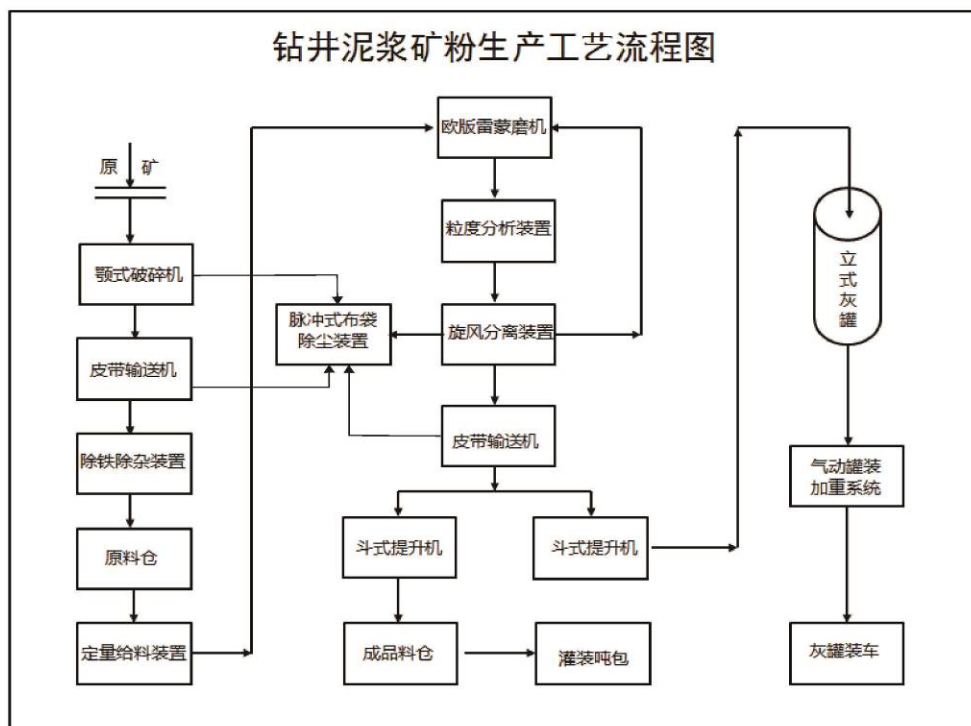 钻井泥浆矿粉生产工艺流程图
原 矿
颚式破碎机
皮带输送机
除铁除杂装置
原料仓
定量给料装置
脉冲式布袋
除尘装置
欧版雷蒙磨机
粒度分析装置
旋风分离装置
皮带输送机
斗式提升机
斗式提升机
成品料仓
灌装吨包
立
式
灰
罐
气动罐装
加重系统
灰罐装车